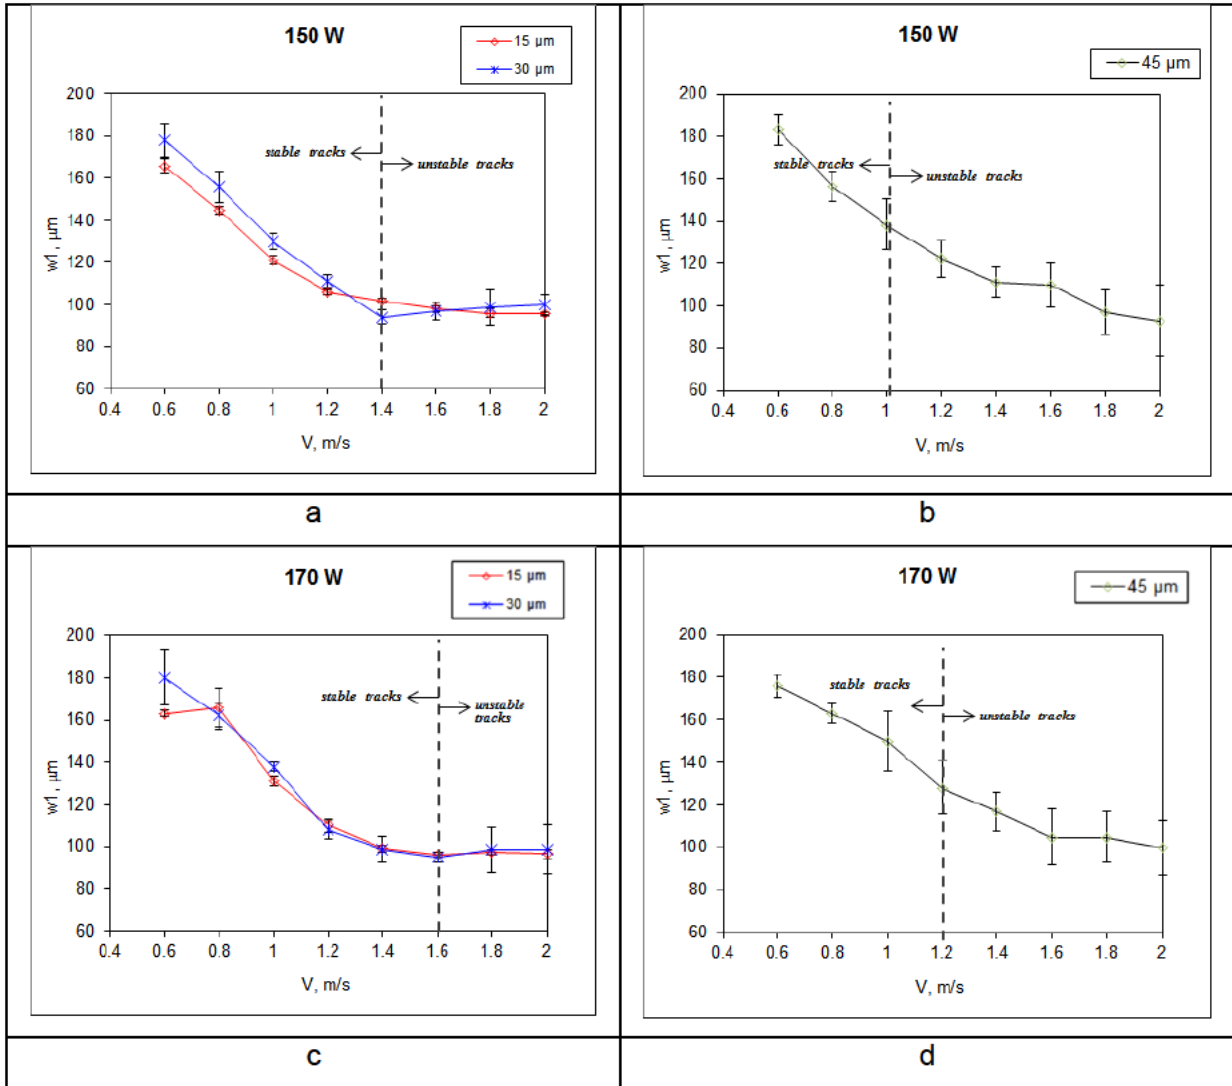 150 W
15 µm
30 µm
200
180
160
140
120
100
80
60
w1, µm
stable tracks
unstable tracks
0.4 0.6 0.8 1 1.2 1.4 1.6 1.8 2
V, m/s
a
150 W
45 µm
200
180
160
140
120
100
80
60
w1, µm
stable tracks
unstable tracks
0.4 0.6 0.8 1 1.2 1.4 1.6 1.8 2
V, m/s
b
170 W
15 µm
30 µm
200
180
160
140
120
100
80
60
w1, µm
stable tracks
unstable
tracks
0.4 0.6 0.8 1 1.2 1.4 1.6 1.8 2
V, m/s
c
170 W
45 µm
200
180
160
140
120
100
80
60
w1, µm
stable tracks
unstable tracks
0.4 0.6 0.8 1 1.2 1.4 1.6 1.8 2
V, m/s
d